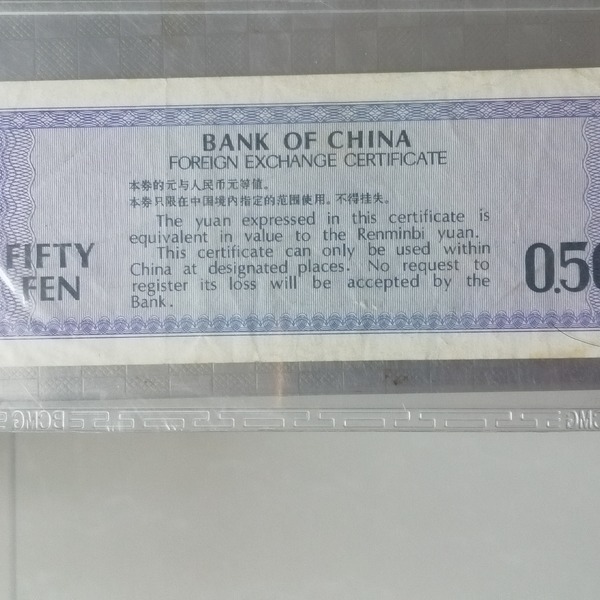 BANK OF CHINA
FOREIGN EXCHANGE CERTIFICATE
本券的元与人民币元等值。
本券只限在中国境内指定的范围使用。不得挂失。
The yuan expressed in this certificate is
equivalent in value to the Renminbi yuan.
This certificate can only be used within
China at designated places. No request to
register its loss will be accepted by the
Bank.
FIFTY
FEN
0.50
BCMG